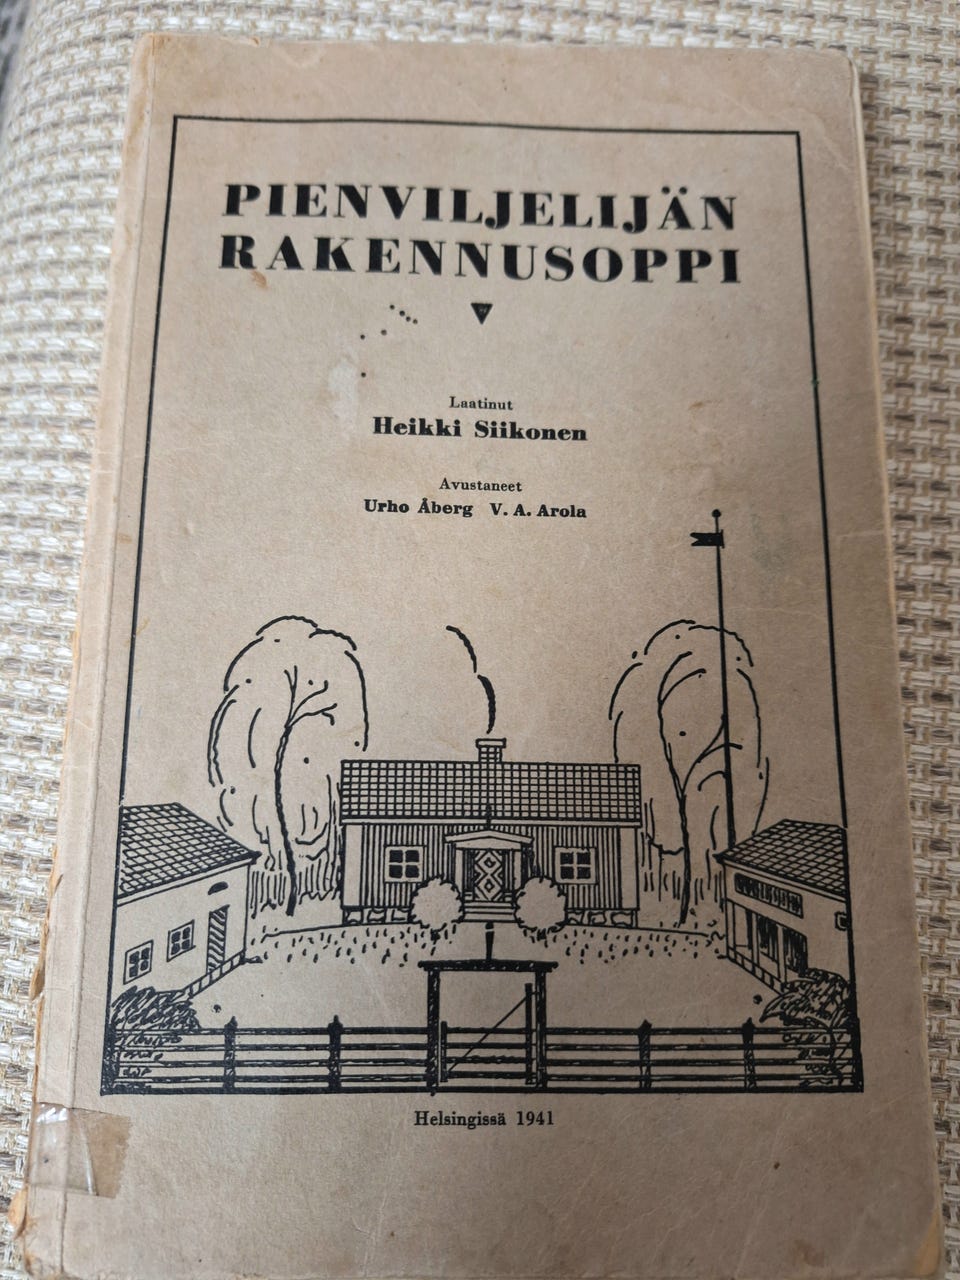 PIENVILJELIJÄN
RAKENNUSOPPI
Laatinut
Heikki Siikonen
Avustaneet
Urho Åberg V. A. Arola
Helsingissä 1941